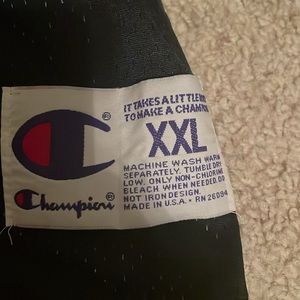 IT TAKES A LITTLE MORE
TO MAKE A CHAMPION
XXL
MACHINE WASH WARM
SEPARATELY. TUMBLE DRY
LOW. ONLY NON-CHLORINE
BLEACH WHEN NEEDED. DO
NOT IRON DESIGN.
MADE IN U.S.A. • RN 26094
Champion®